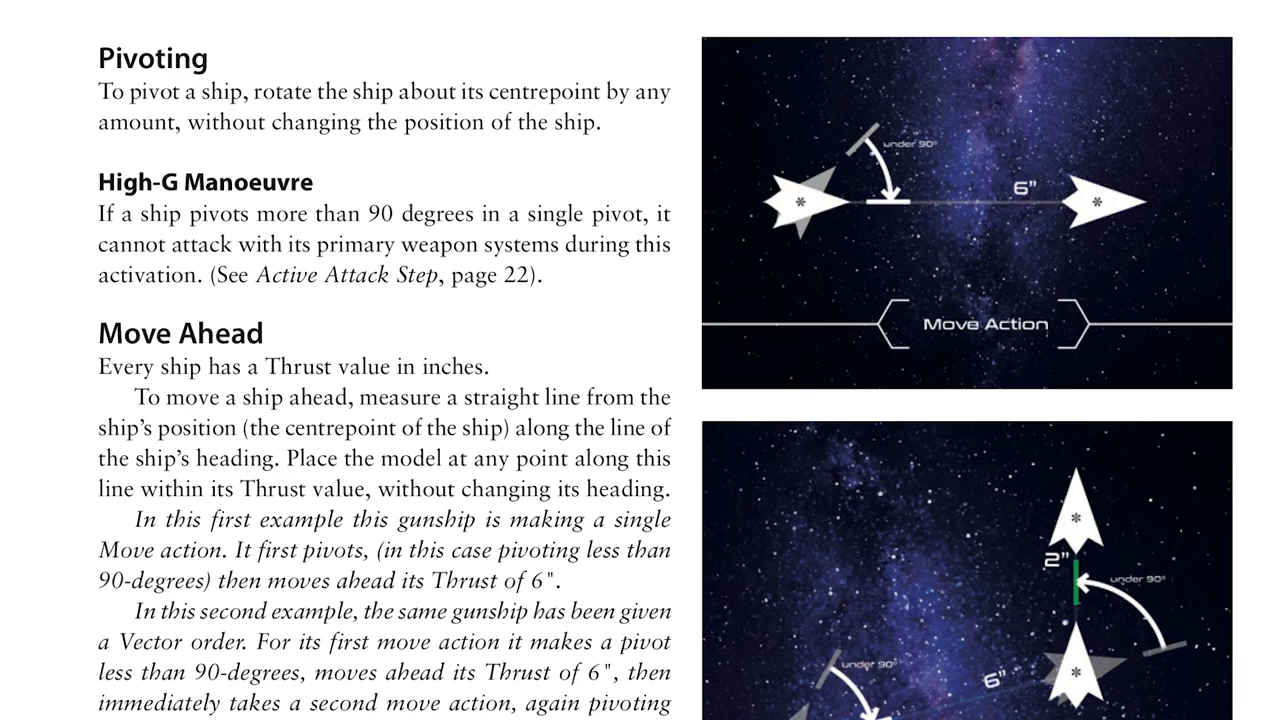 Pivoting
To pivot a ship, rotate the ship about its centrepoint by any
amount, without changing the position of the ship.
High-G Manoeuvre
If a ship pivots more than 90 degrees in a single pivot, it
cannot attack with its primary weapon systems during this
activation. (See Active Attack Step, page 22).
Move Ahead
Every ship has a Thrust value in inches.
To move a ship ahead, measure a straight line from the
ship’s position (the centrepoint of the ship) along the line of
the ship’s heading. Place the model at any point along this
line within its Thrust value, without changing its heading.
In this first example this gunship is making a single
Move action. It first pivots, (in this case pivoting less than
90-degrees) then moves ahead its Thrust of 6".
In this second example, the same gunship has been given
a Vector order. For its first move action it makes a pivot
less than 90-degrees, moves ahead its Thrust of 6", then
immediately takes a second move action, again pivoting
under 90°
6”
*
*
Move Action
*
2”
under 90°
*
under 90°
6”